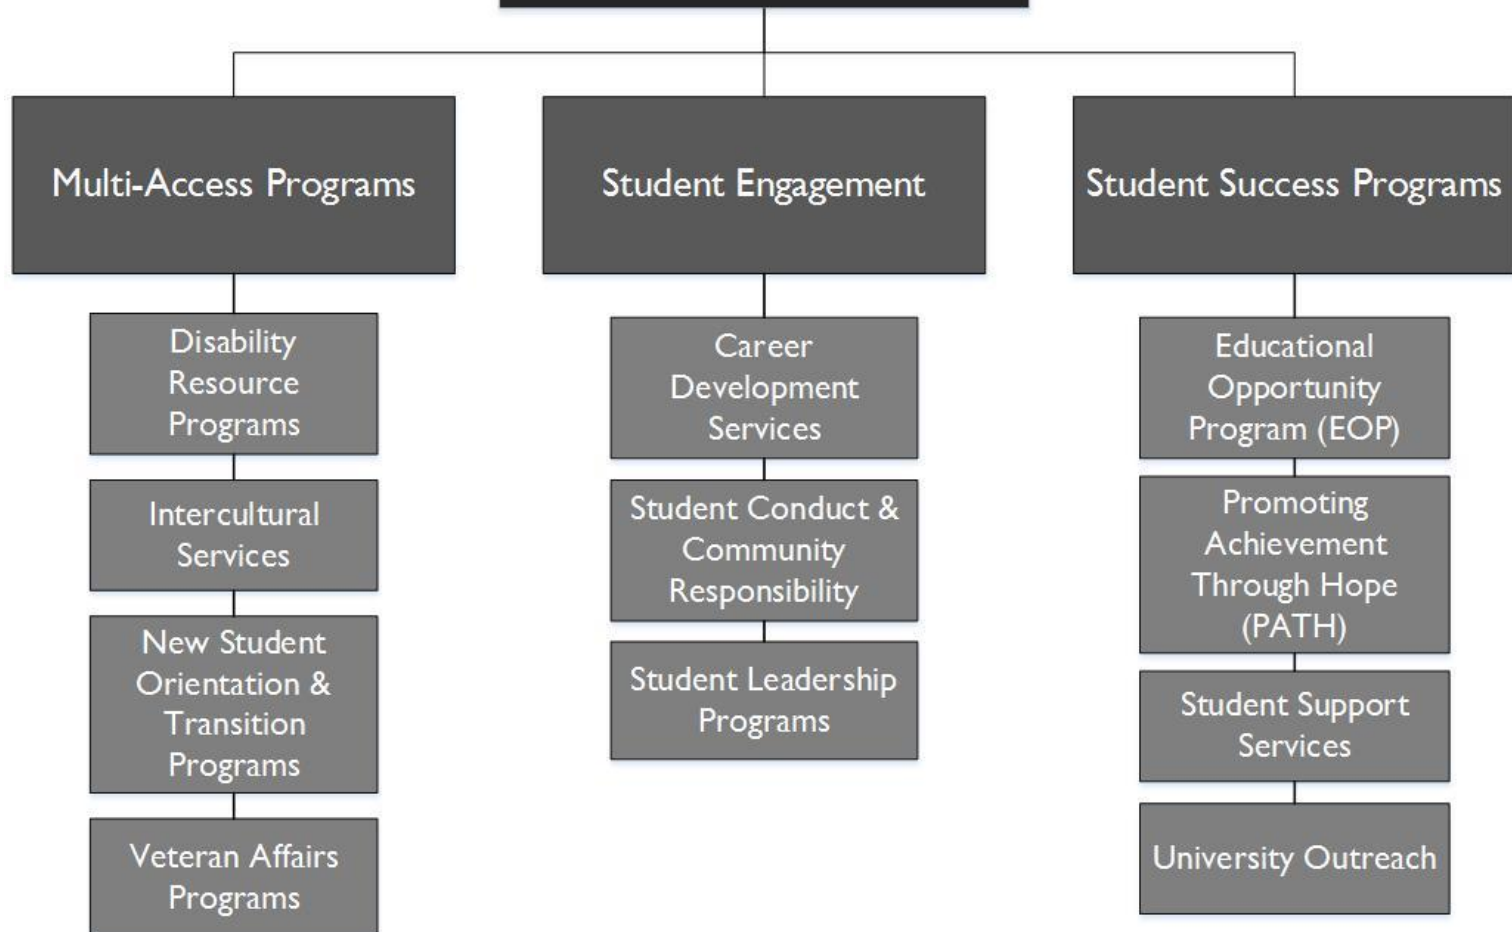 Multi-Access Programs
Student Engagement
Student Success Programs
Disability
Resource
Programs
Intercultural
Services
New Student
Orientation &
Transition
Programs
Veteran Affairs
Programs
Career
Development
Services
Student Conduct &
Community
Responsibility
Student Leadership
Programs
Educational
Opportunity
Program (EOP)
Promoting
Achievement
Through Hope
(PATH)
Student Support
Services
University Outreach